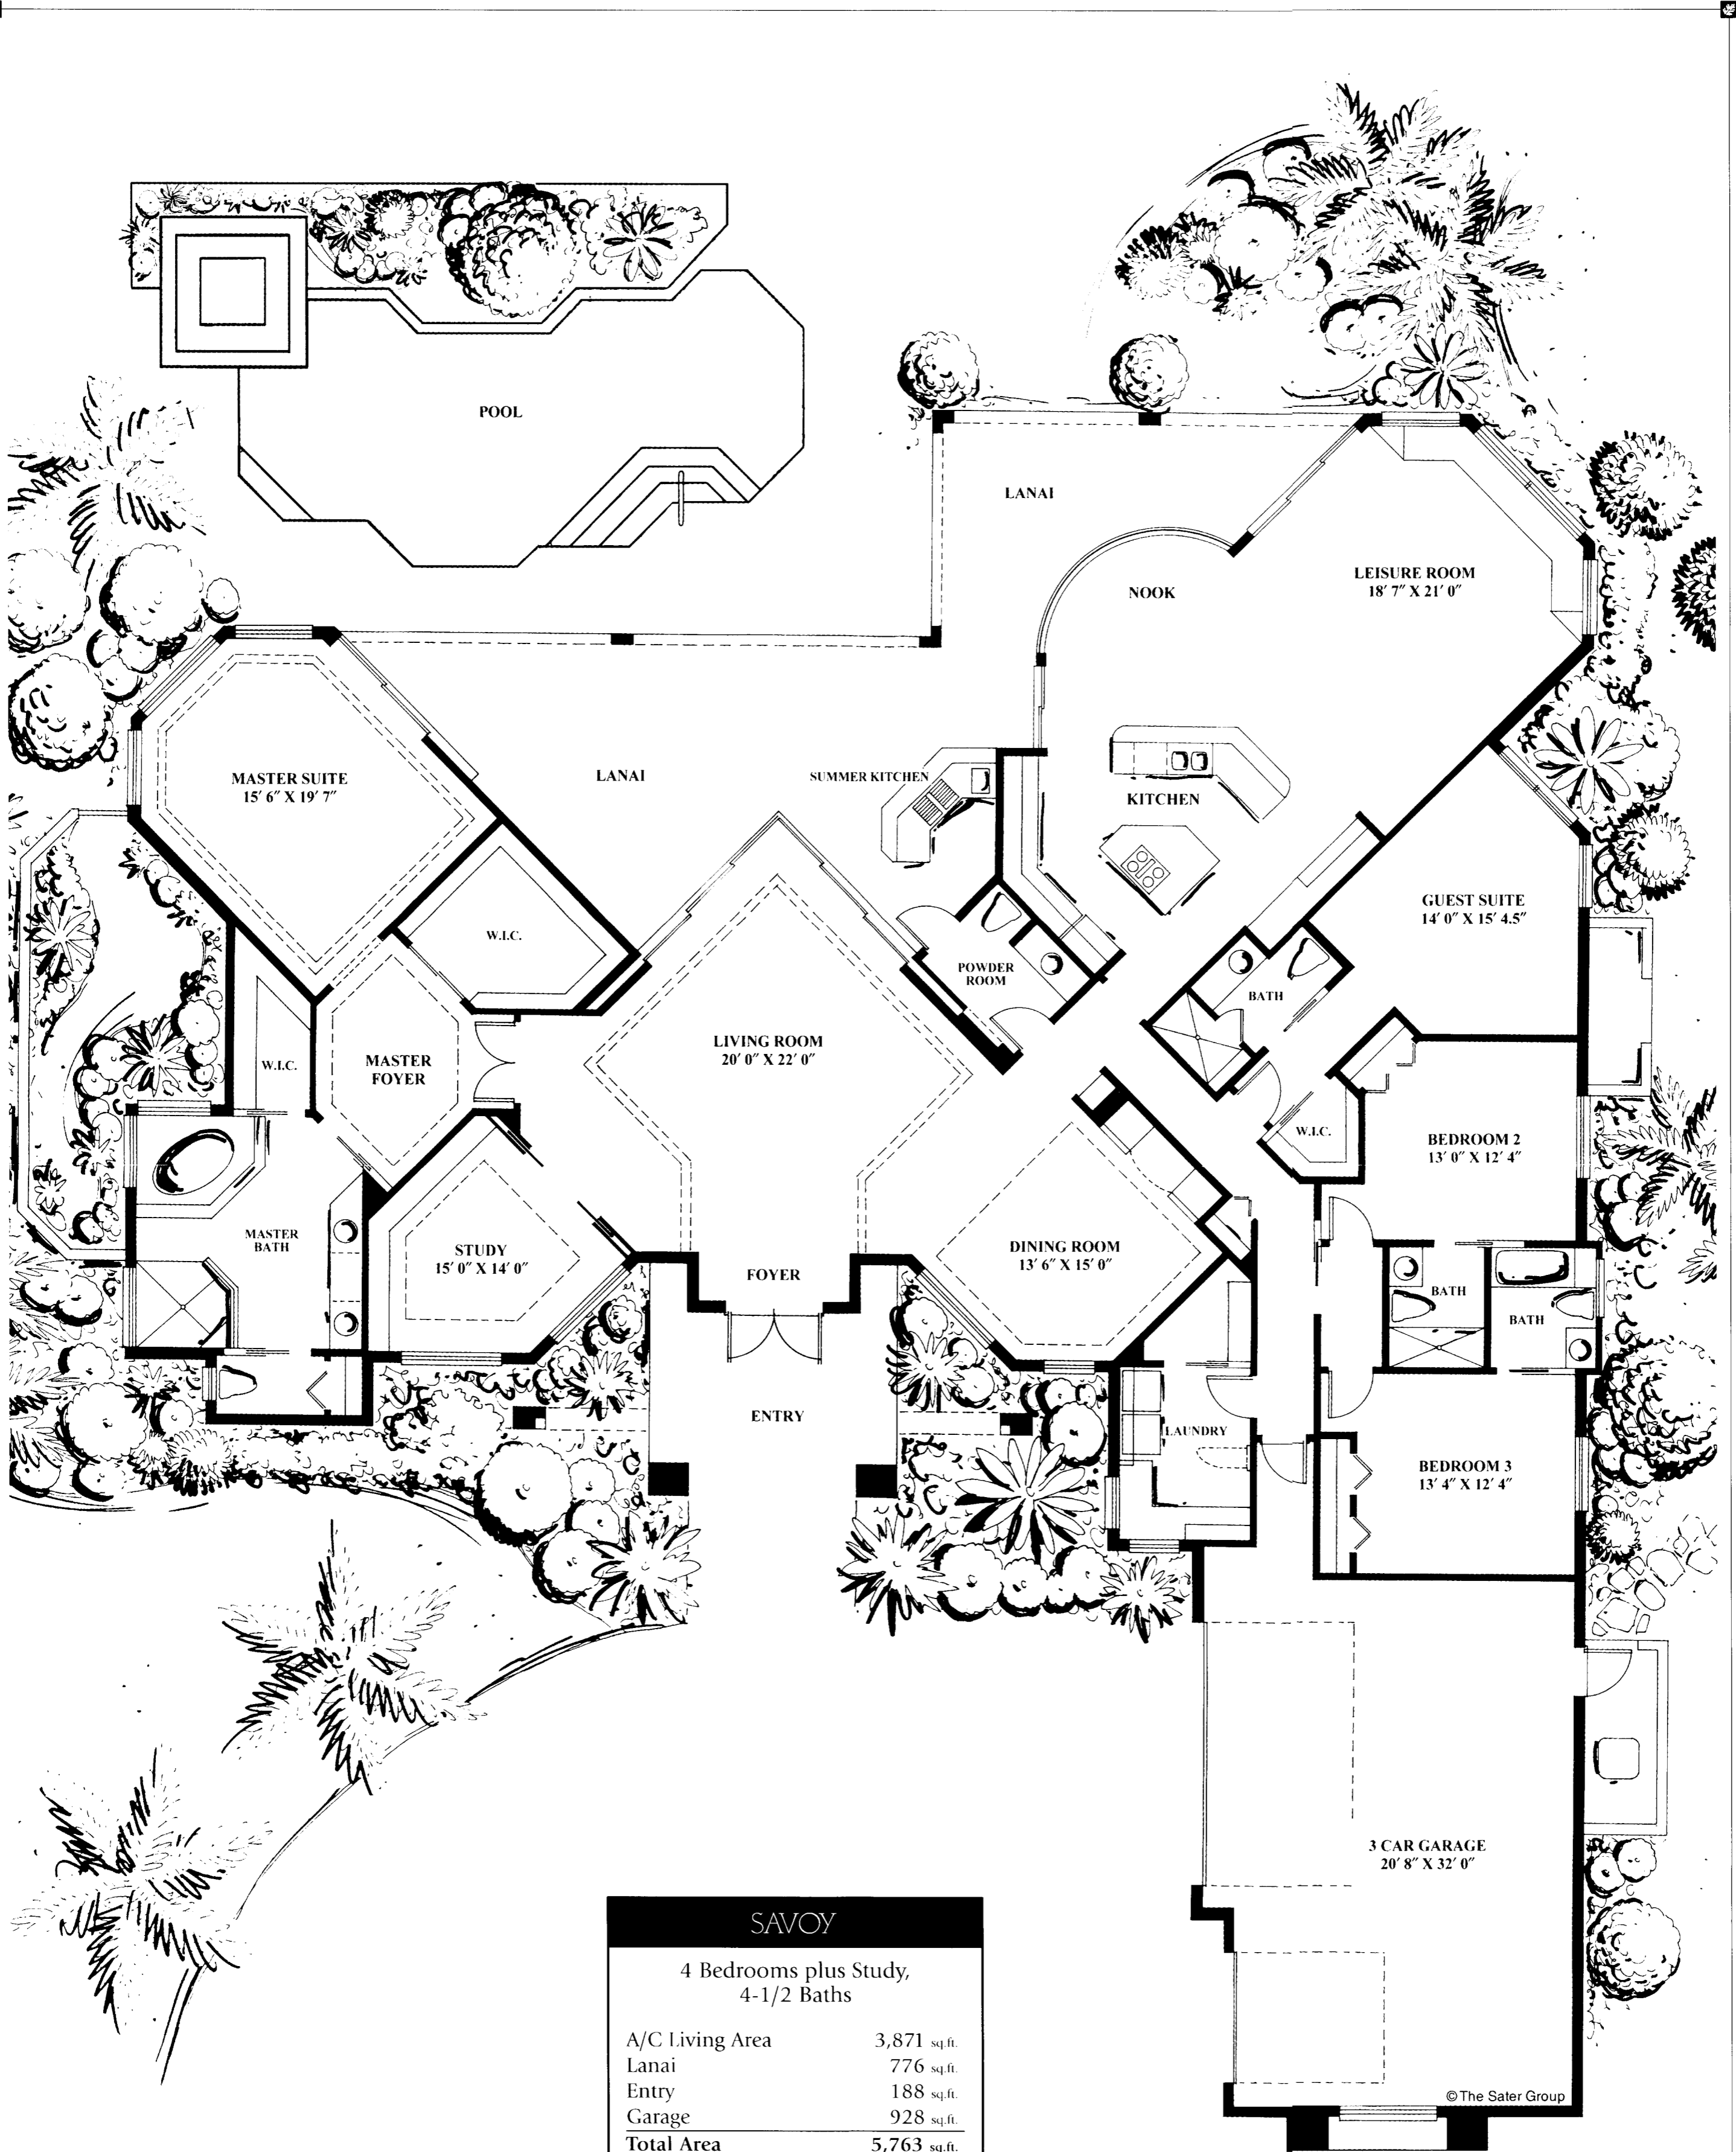 POOL
LANAI
NOOK
LEISURE ROOM
18' 7" X 21' 0"
MASTER SUITE
15' 6" X 19' 7"
LANAI
SUMMER KITCHEN
KITCHEN
GUEST SUITE
14' 0" X 15' 4.5"
W.I.C.
POWDER
ROOM
BATH
LIVING ROOM
20' 0" X 22' 0"
MASTER
FOYER
W.I.C.
W.I.C.
BEDROOM 2
13' 0" X 12' 4"
MASTER
BATH
STUDY
15' 0" X 14' 0"
FOYER
DINING ROOM
13' 6" X 15' 0"
BATH
BATH
ENTRY
LAUNDRY
BEDROOM 3
13' 4" X 12' 4"
3 CAR GARAGE
20' 8" X 32' 0"
SAVOY
4 Bedrooms plus Study,
4-1/2 Baths
A/C Living Area 3,871 sq.ft.
Lanai 776 sq.ft.
Entry 188 sq.ft.
Garage 928 sq.ft.
Total Area 5,763 sq.ft.
©The Sater Group